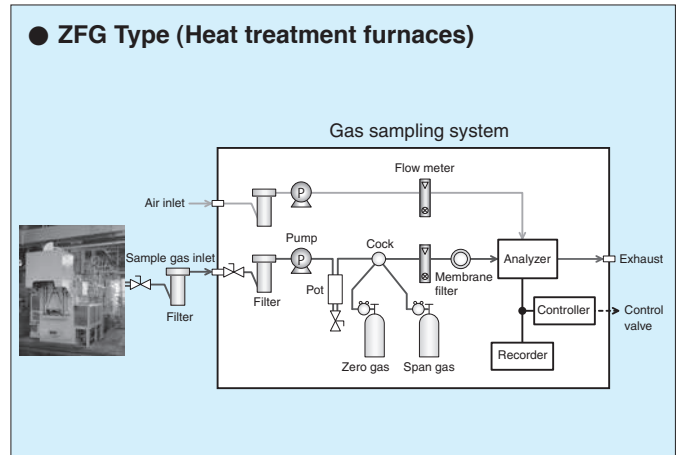 ● ZFG Type (Heat treatment furnaces)
Gas sampling system
Flow meter
P
Air inlet
Pump
Cock
Sample gas inlet
P
Analyzer
Exhaust
Membrane
filter
Filter
Pot
Filter
Controller
Control
valve
Recorder
Zero gas
Span gas